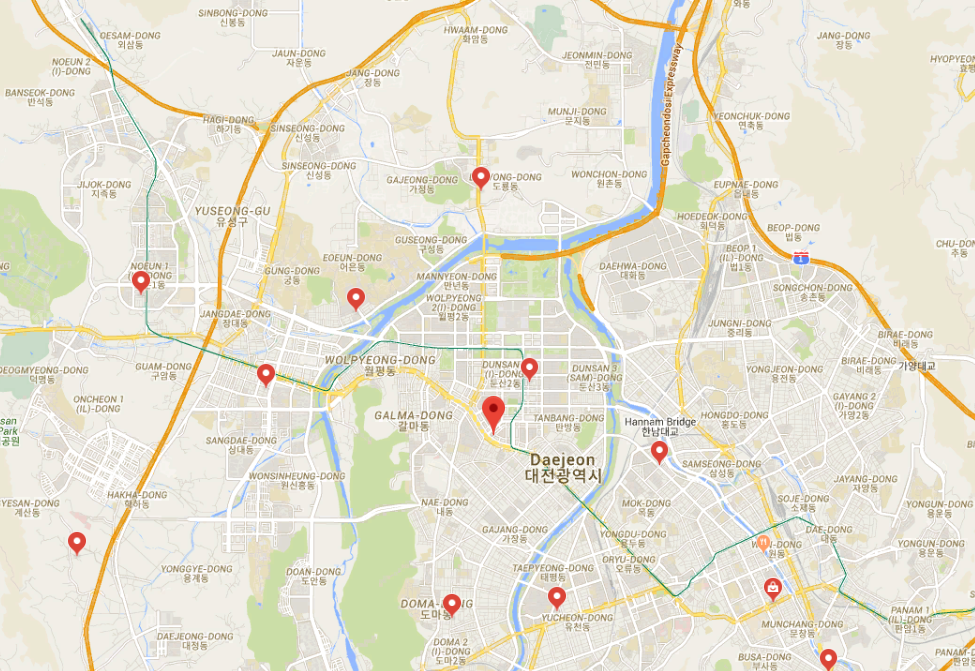 SINBONG-DONG
신봉동
HWAAM-DONG
화암동
와동
OESAM-DONG
외삼동
JANG-DONG
장동
JAUN-DONG
자운동
JEONMIN-DONG
전민동
NOEUN 2
(I)-DONG
JANG-DONG
장동
BANSEOK-DONG
반석동
Gapcheondosi Expressway
MUNJI-DONG
문지동
YEONCHUK-DONG
연축동
HAGI-DONG
하기동
SINSEONG-DONG
신성동
SINSEONG-DONG
신성동
GAJEONG-DONG
가정동
도룡동
WONCHON-DONG
원촌동
JIJOK-DONG
지족동
EUPNAE-DONG
읍내동
YUSEONG-GU
유성구
HOEDEOK-DONG
회덕동
BEOP-DONG
법동
GUSEONG-DONG
구성동
BEOP 1
(IL)-DONG
법1동
CHU-DONG
추동
EOEUN-DONG
어은동
GUNG-DONG
궁동
DAEHWA-DONG
대화동
1
NOEUN 1
MANNYEON-DONG
만년동
SONGCHON-DONG
송촌동
WOLPYEONG
2(I)-DONG
월평2동
JANGDAE-DONG
장대동
JUNGNI-DONG
중리동
BIRAE-DONG
비래동
WOLPYEONG-DONG
월평동
GUAM-DONG
구암동
덕명동
DUNSAN
(I)-DONG
둔산2동
DUNSAN 3
(SAM)-DONG
둔산3동
YONGJEON-DONG
용전동
BIRAE-DONG
비래동
가양대교
ONCHEON 1
(IL)-DONG
GALMA-DONG
갈마동
TANBANG-DONG
탄방동
Hannam Bridge
한남대교
HONGDO-DONG
홍도동
GAYANG 2
(I)-DONG
가양2동
SANGDAE-DONG
상대동
Daejeon
대전광역시
SAMSEONG-DONG
삼성동
WONSINHEUNG-DONG
원신흥동
JAYANG-DONG
자양동
HAKHA-DONG
학하동
계산동
NAE-DONG
내동
MOK-DONG
목동
SOJE-DONG
소제동
YONGUN-DONG
용운동
GAJANG-DONG
가장동
YONGDU-DONG
용두동
DAE-DONG
대동
YONGUN-DONG
용운동
ORYU-DONG
오류동
YONGGYE-DONG
용계동
DOAN-DONG
도안동
TAEPYEONG-DONG
태평동
도마동
YUCHEON-DONG
유천동
MUNCHANG-DONG
문창동
PANAM 1
(IL)-DONG
판암1동
DAEJEONG-DONG
대정동
DOMA 2
(I)-DONG
도마2동
BUSA-DONG
부사동